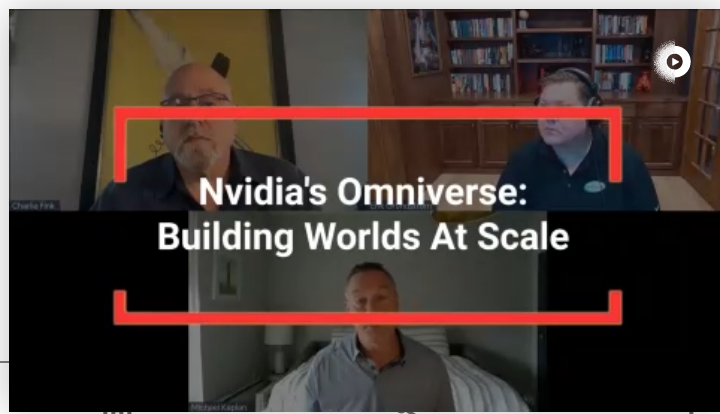 Charlie Fink
Nvidia's Omniverse:
Building Worlds At Scale
Michael Kaplan